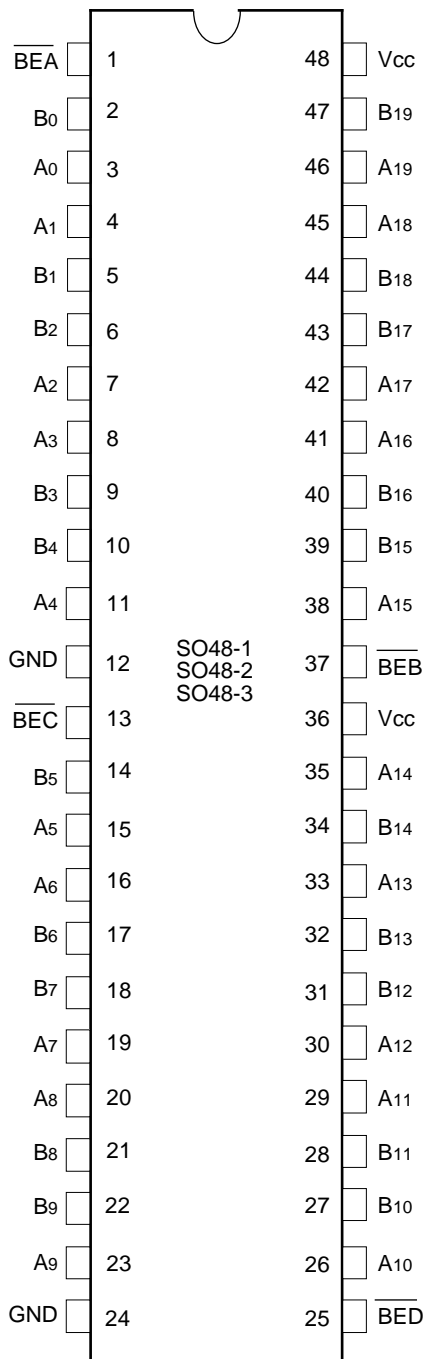 BEA 1 48 Vcc
B0 2 47 B19
A0 3 46 A19
A1 4 45 A18
B1 5 44 B18
B2 6 43 B17
A2 7 42 A17
A3 8 41 A16
B3 9 40 B16
B4 10 39 B15
A4 11 38 A15
SO48-1
GND 12 SO48-2 37 BEB
SO48-3
BEC 13 36 Vcc
B5 14 35 A14
A5 15 34 B14
A6 16 33 A13
B6 17 32 B13
B7 18 31 B12
A7 19 30 A12
A8 20 29 A11
B8 21 28 B11
B9 22 27 B10
A9 23 26 A10
GND 24 25 BED